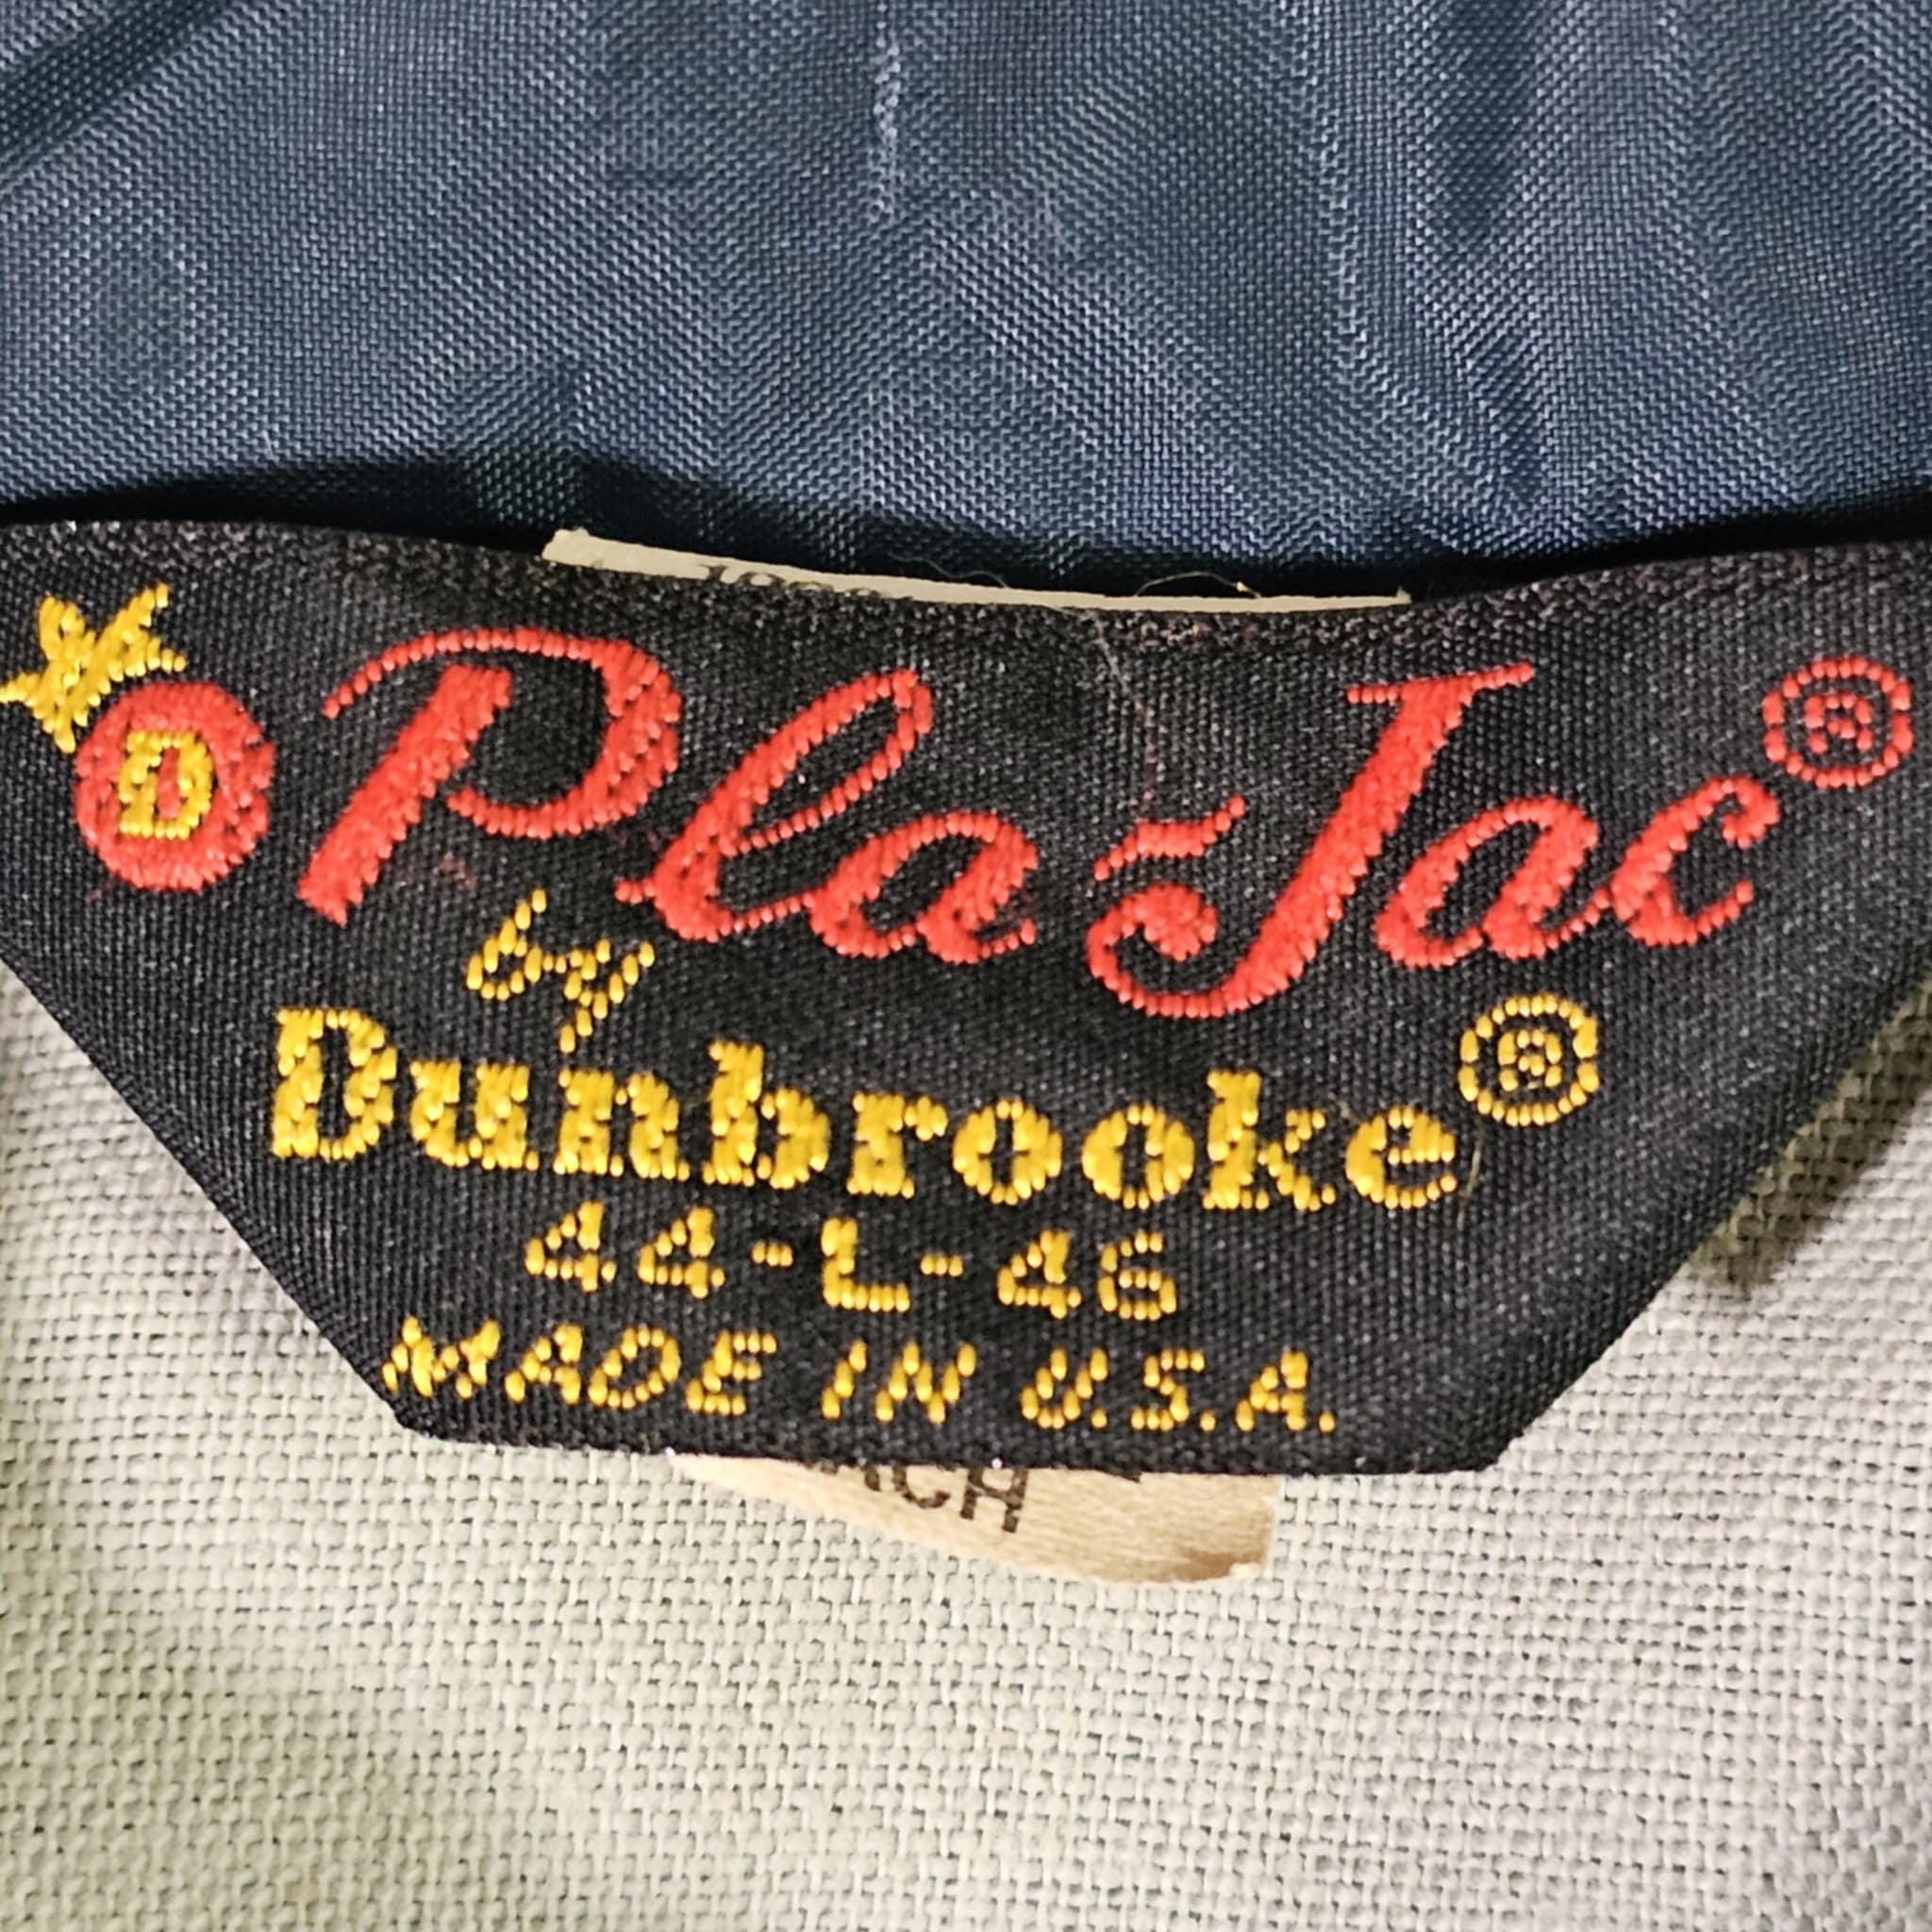 D Pla-Jac®
by
Dunbrooke®
44-L-46
MADE IN U.S.A.